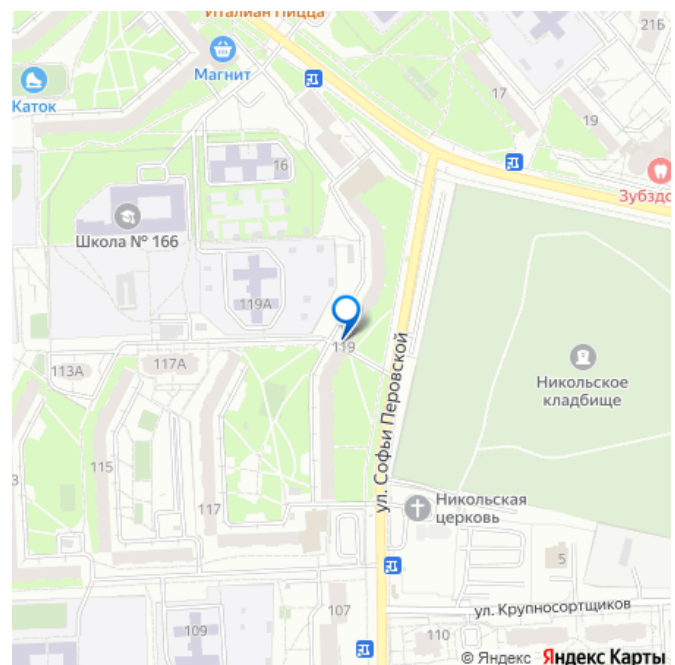 Италиан Пицца
21Б
Магнит
Каток
17
19
16
Зубздо
Школа № 166
119А
119
113А
117А
ул. Софьи Перовской
Никольское
кладбище
115
3
117
Никольская
церковь
5
107
ул. Крупносортщиков
109
110
© Яндекс Яндекс Карты